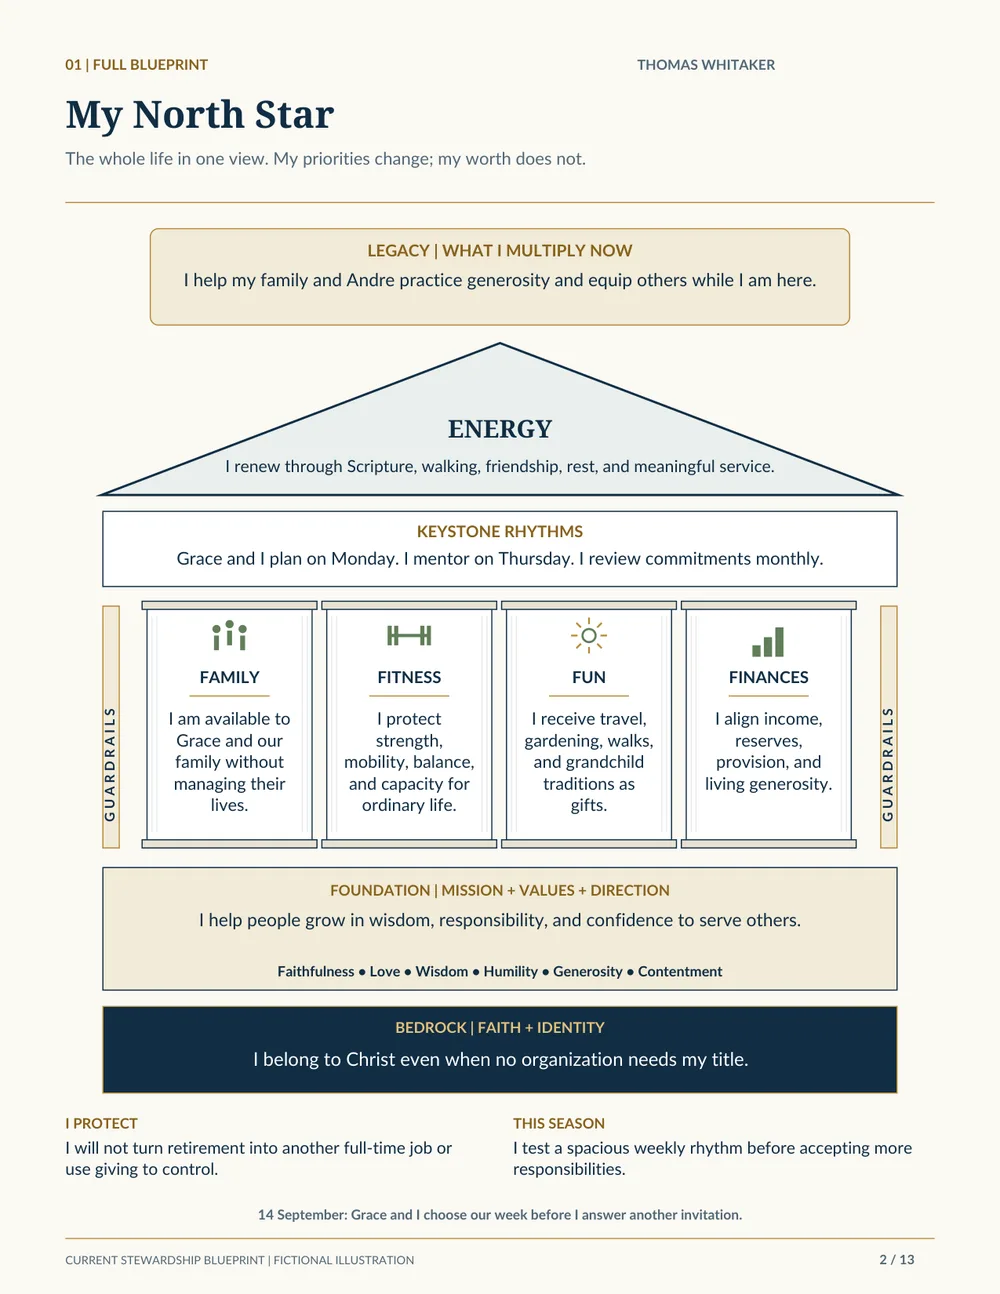 01 | FULL BLUEPRINT
THOMAS WHITAKER
My North Star
The whole life in one view. My priorities change; my worth does not.
LEGACY | WHAT I MULTIPLY NOW
I help my family and Andre practice generosity and equip others while I am here.
ENERGY
I renew through Scripture, walking, friendship, rest, and meaningful service.
KEYSTONE RHYTHMS
Grace and I plan on Monday. I mentor on Thursday. I review commitments monthly.
GUARDRAILS
FAMILY
I am available to
Grace and our
family without
managing their
lives.
FITNESS
I protect
strength,
mobility, balance,
and capacity for
ordinary life.
FUN
I receive travel,
gardening, walks,
and grandchild
traditions as
gifts.
FINANCES
I align income,
reserves,
provision, and
living generosity.
GUARDRAILS
FOUNDATION | MISSION + VALUES + DIRECTION
I help people grow in wisdom, responsibility, and confidence to serve others.
Faithfulness ● Love ● Wisdom ● Humility ● Generosity ● Contentment
BEDROCK | FAITH + IDENTITY
I belong to Christ even when no organization needs my title.
I PROTECT
I will not turn retirement into another full-time job or
use giving to control.
THIS SEASON
I test a spacious weekly rhythm before accepting more
responsibilities.
14 September: Grace and I choose our week before I answer another invitation.
CURRENT STEWARDSHIP BLUEPRINT | FICTIONAL ILLUSTRATION
2 / 13